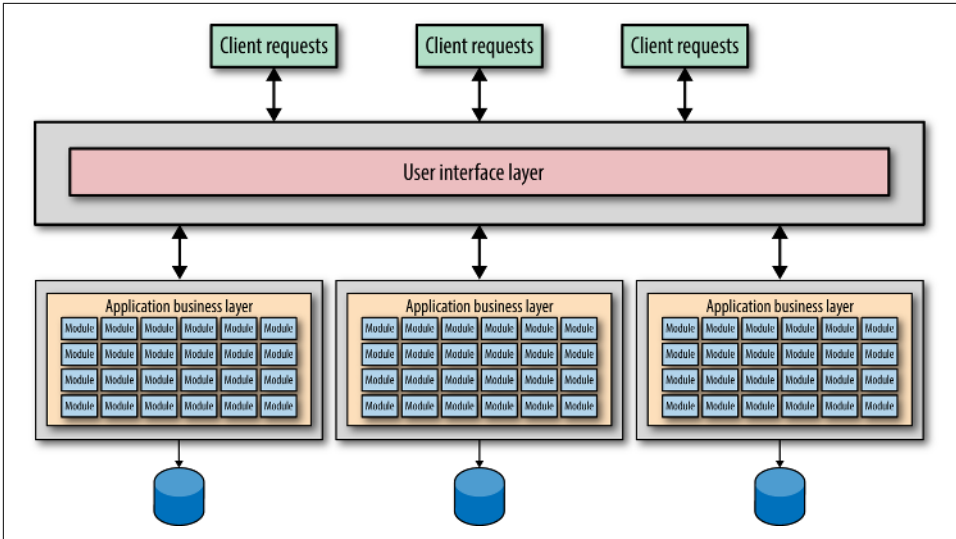 Client requests Client requests Client requests
User interface layer
Application business layer Application business layer Application business layer
Module Module Module Module Module Module Module Module Module Module Module Module Module Module Module Module Module Module
Module Module Module Module Module Module Module Module Module Module Module Module Module Module Module Module Module Module
Module Module Module Module Module Module Module Module Module Module Module Module Module Module Module Module Module Module
Module Module Module Module Module Module Module Module Module Module Module Module Module Module Module Module Module Module